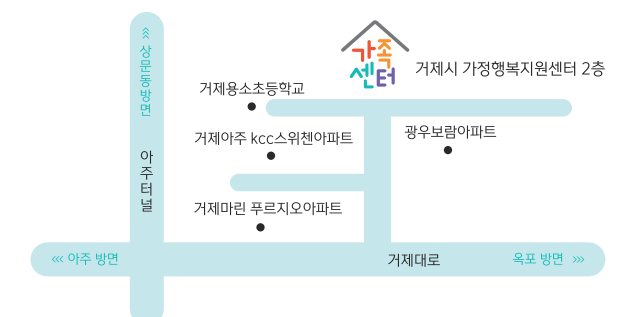 ︽ 상문동방면
가족
센터
거제시 가정행복지원센터 2층
거제용소초등학교
거제아주 kcc스위첸아파트
광우보람아파트
아주터널
거제마린 푸르지오아파트
<<< 아주 방면
거제대로
옥포 방면 >>>